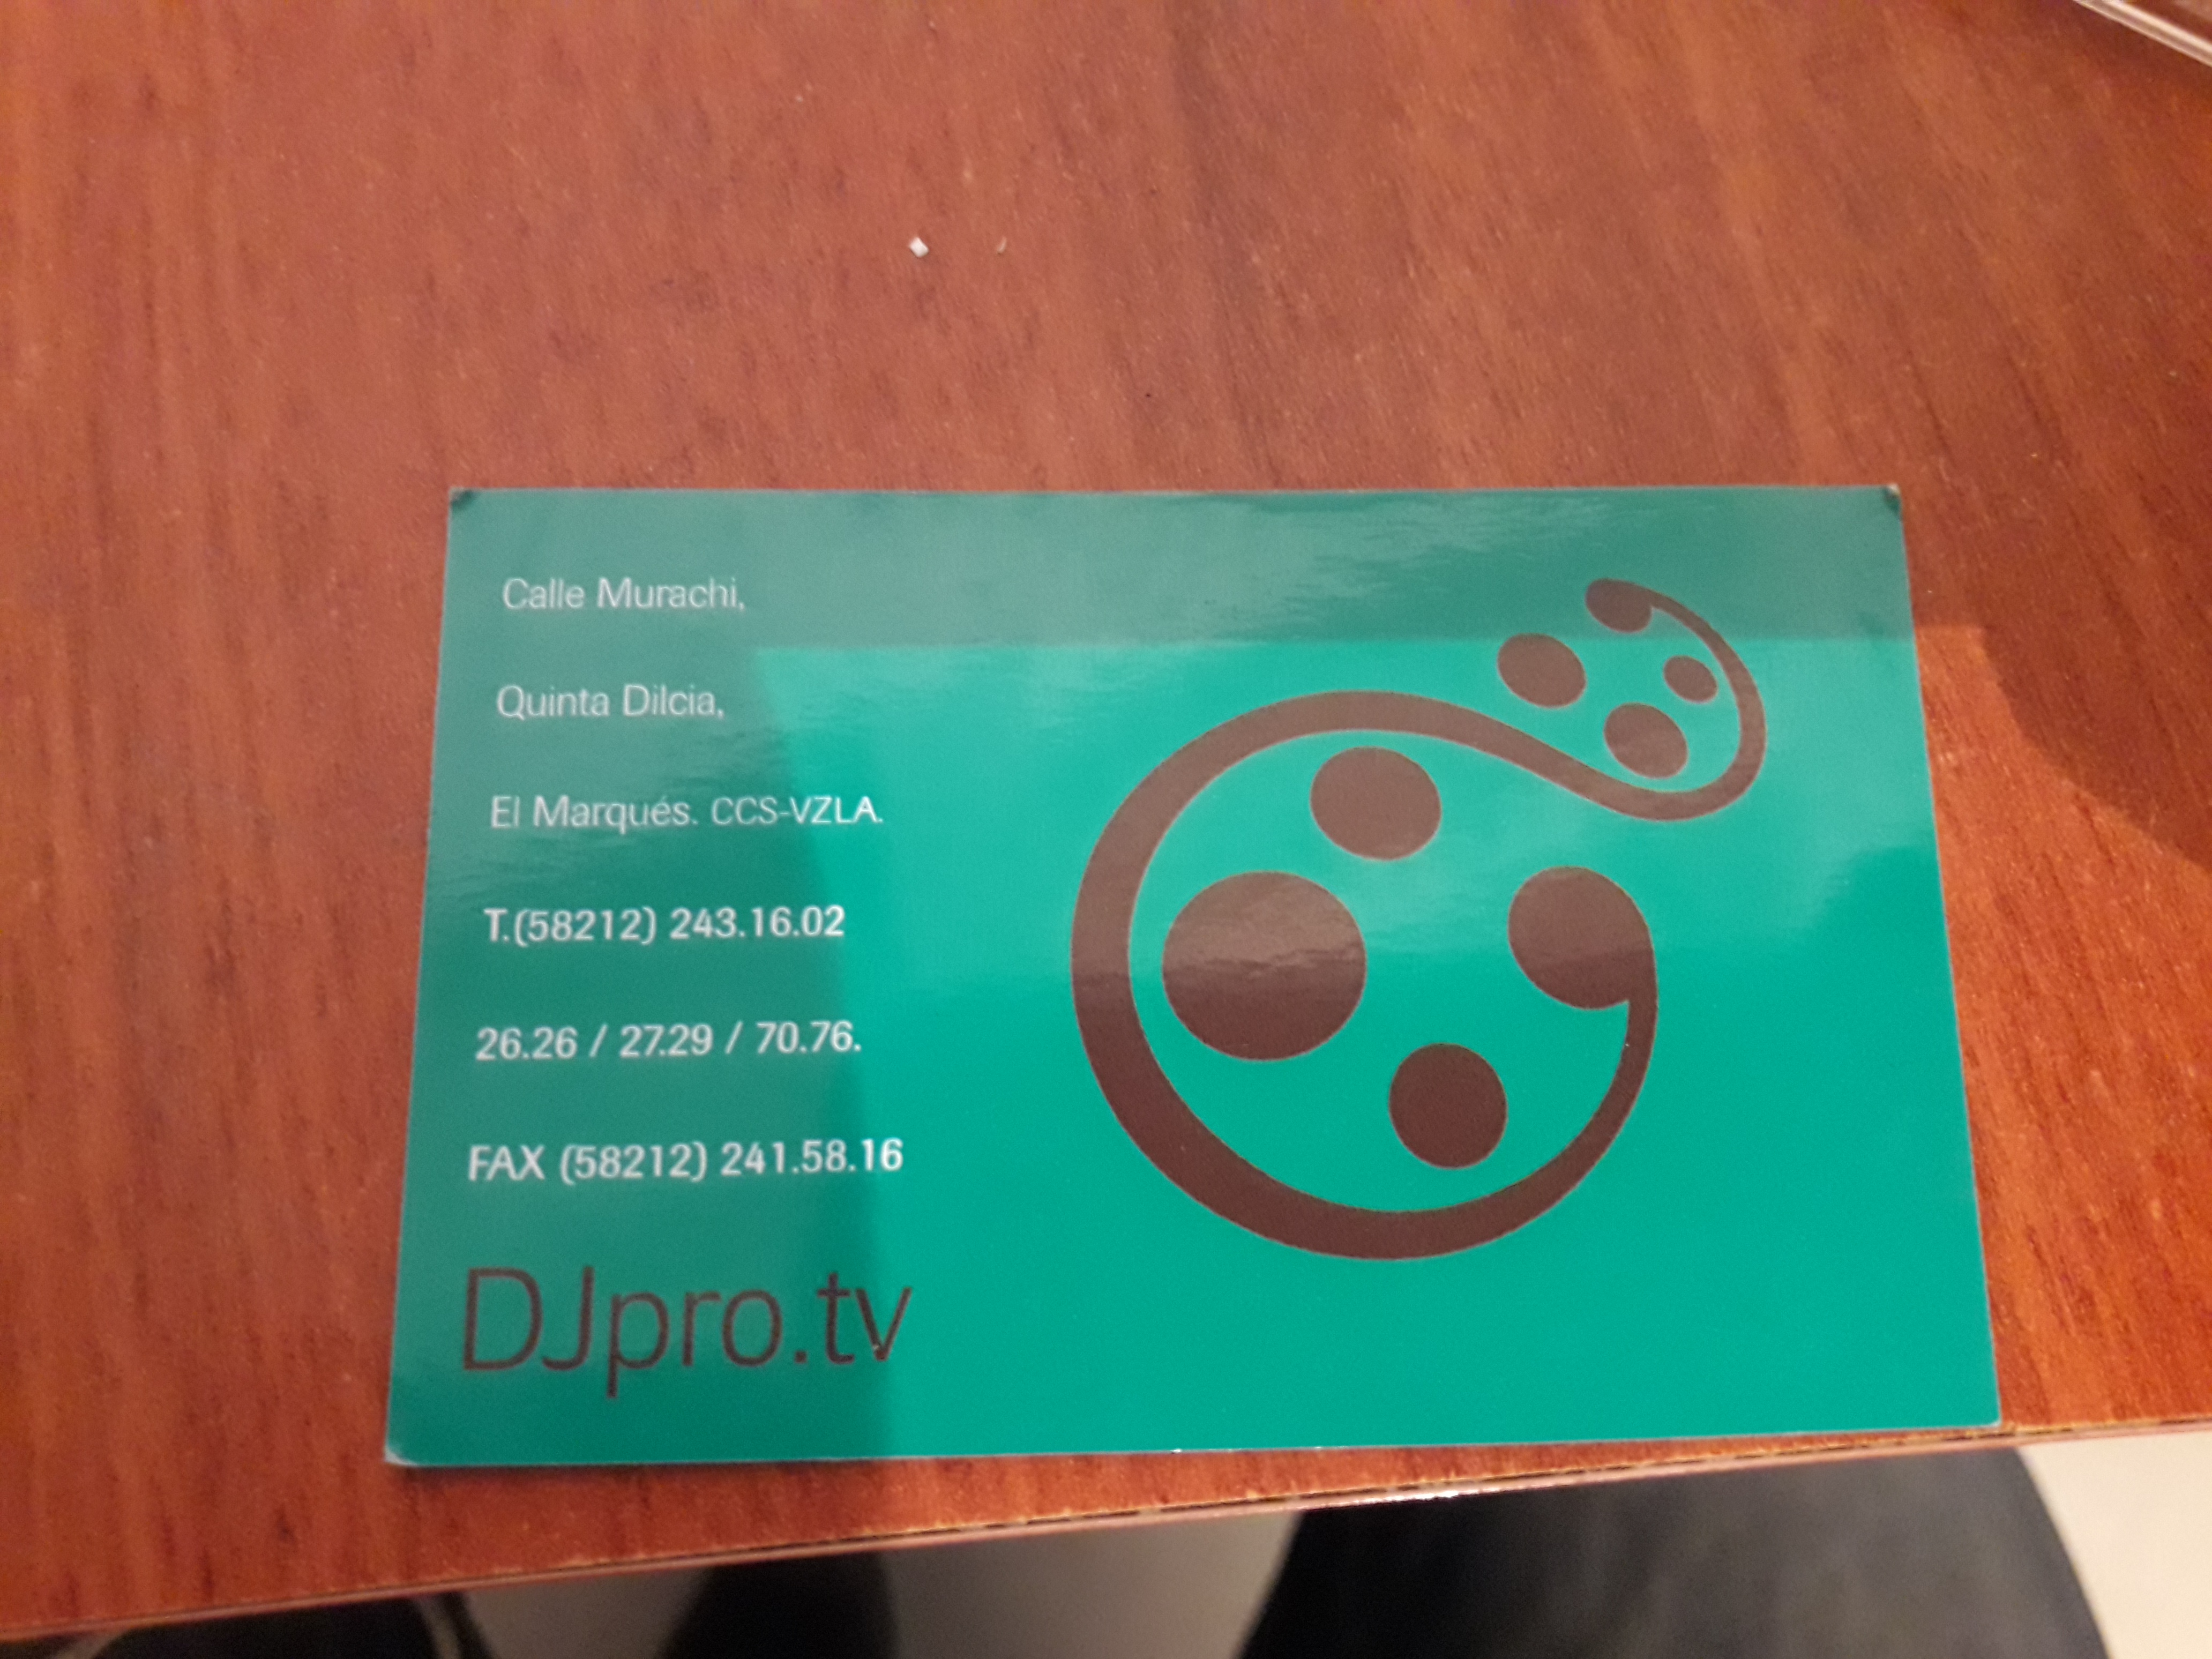 Calle Murachi,
Quinta Dilcia,
El Marqués. CCS-VZLA.
T.(58212) 243.16.02
26.26 / 27.29 / 70.76.
FAX (58212) 241.58.16
DJpro.tv